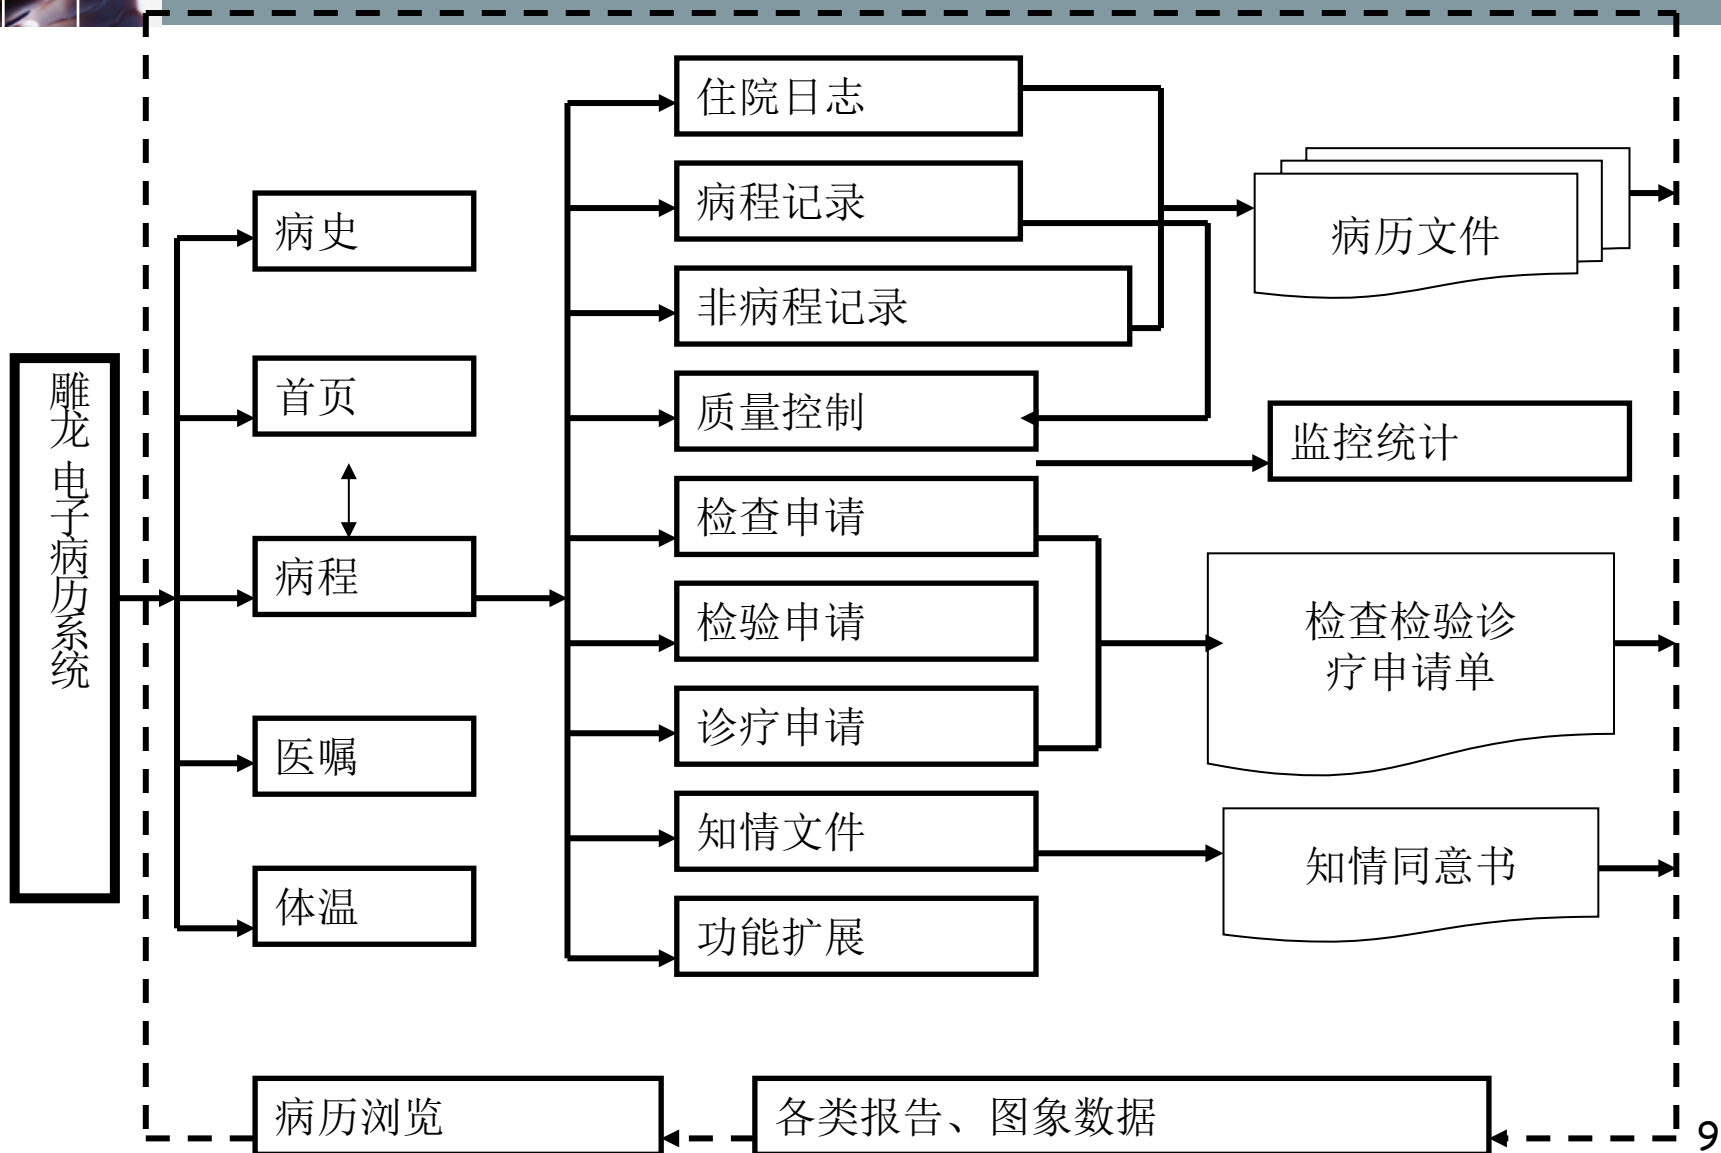 雕龙 电子病历系统
病史
首页
病程
医嘱
体温
住院日志
病程记录
非病程记录
质量控制
检查申请
检验申请
诊疗申请
知情文件
功能扩展
病历文件
监控统计
检查检验诊
疗申请单
知情同意书
病历浏览
各类报告、图象数据
9